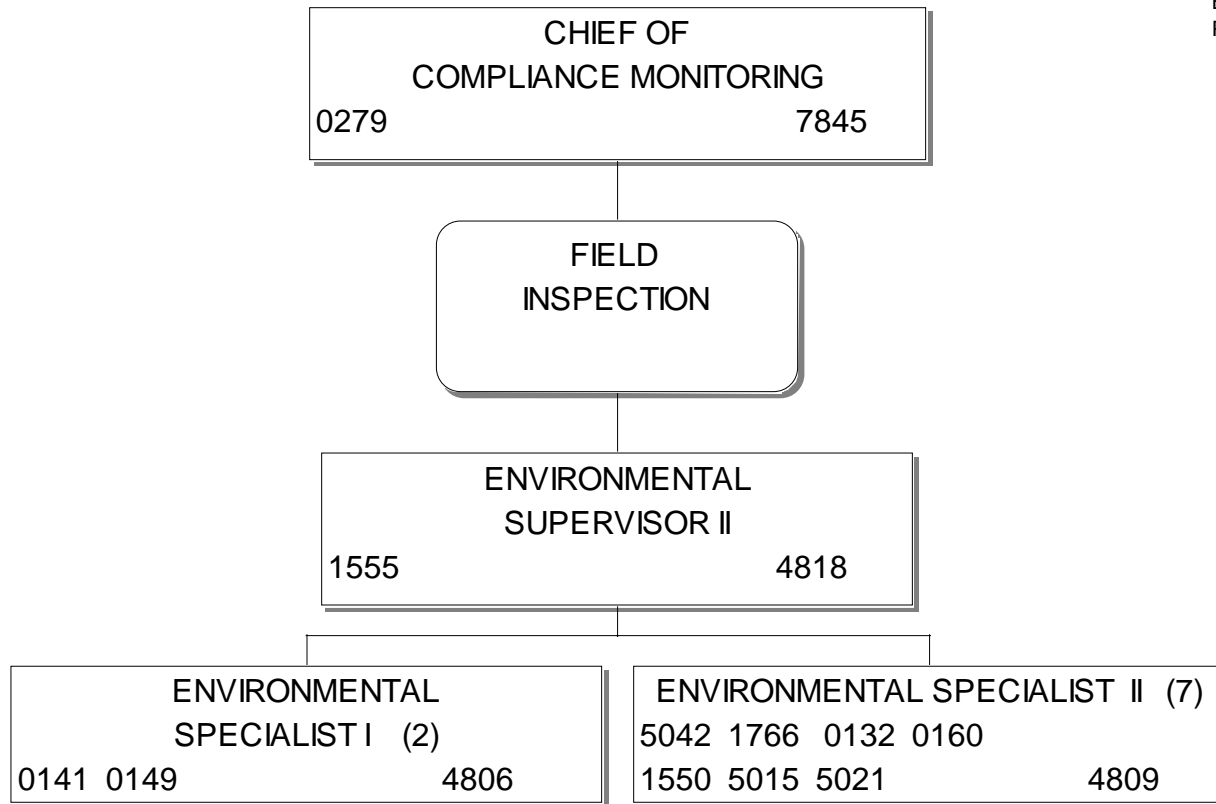 CHIEF OF
COMPLIANCE MONITORING
0279 7845
FIELD
INSPECTION
ENVIRONMENTAL
SUPERVISOR II
1555 4818
ENVIRONMENTAL
SPECIALIST I (2)
0141 0149 4806
ENVIRONMENTAL SPECIALIST II (7)
5042 1766 0132 0160
1550 5015 5021 4809